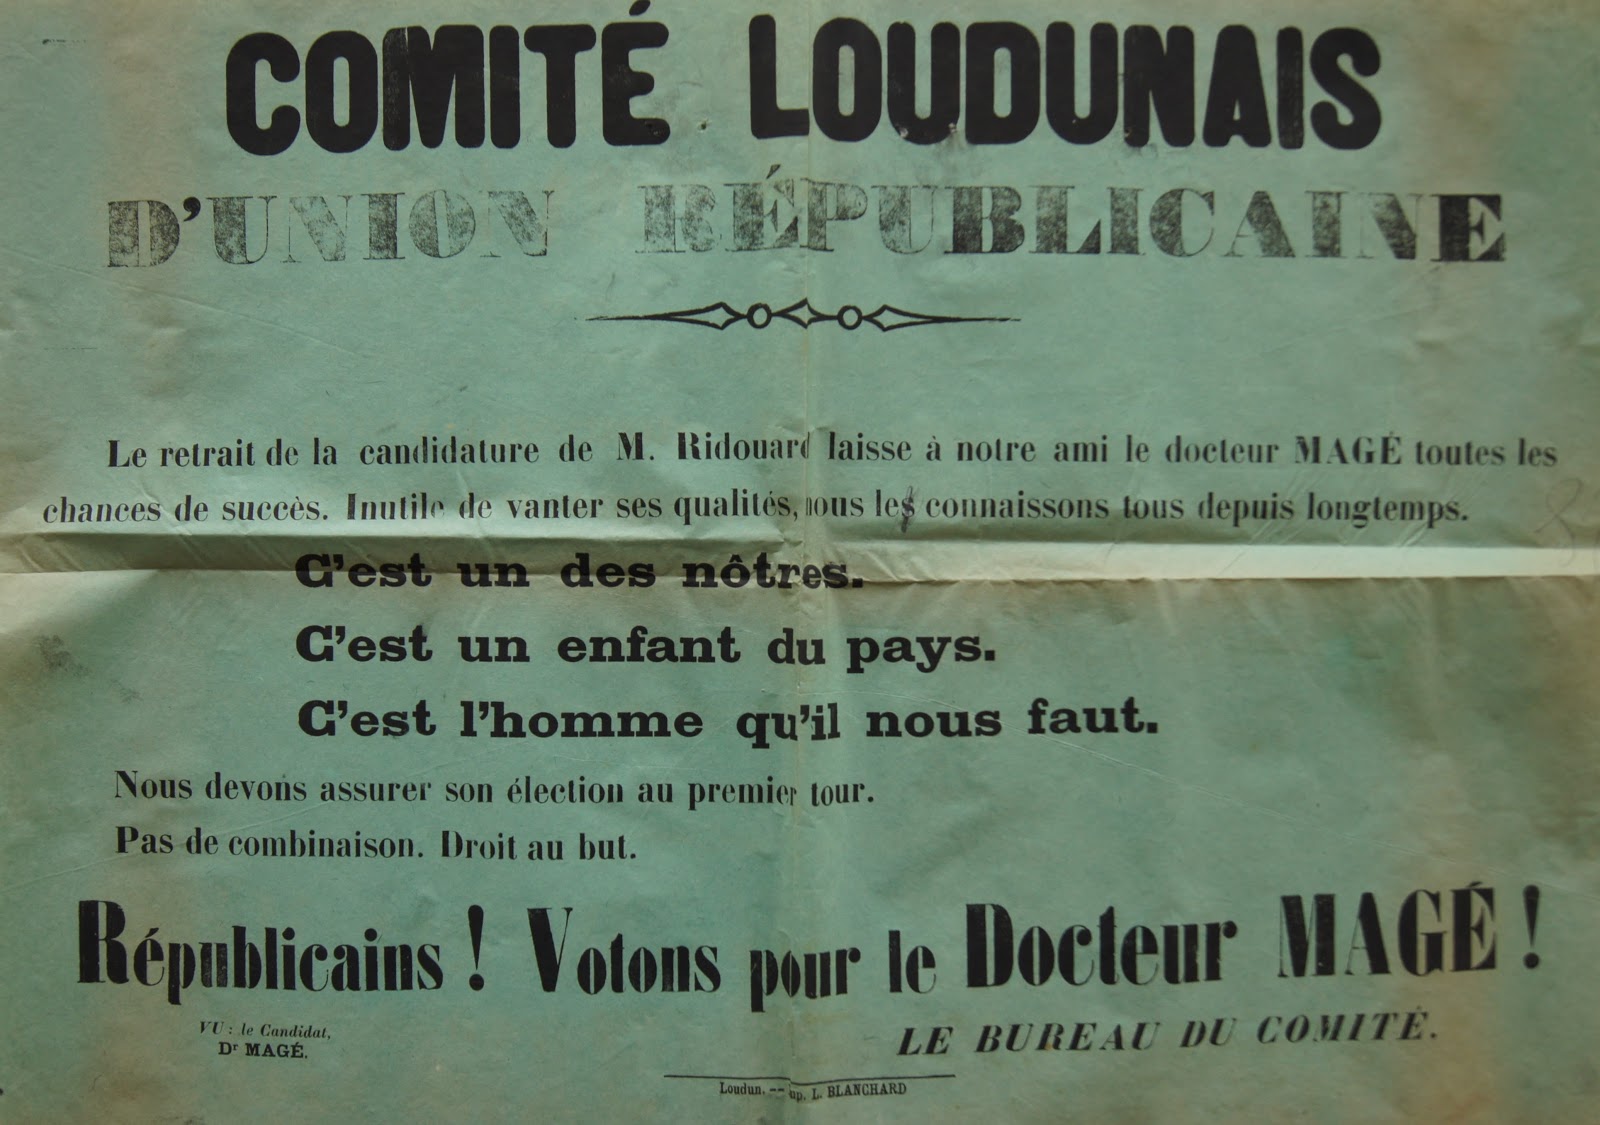 COMITÉ LOUDUNAIS
D'UNION RÉPUBLICAINE
Le retrait de la candidature de M. Ridouard laisse à notre ami le docteur MAGÉ toutes les
chances de succès. Inutile de vanter ses qualités, nous les connaissons tous depuis longtemps.
C'est un des nôtres.
C'est un enfant du pays.
C'est l'homme qu'il nous faut.
Nous devons assurer son élection au premier tour.
Pas de combinaison. Droit au but.
Républicains ! Votons pour le Docteur MAGÉ !
VU : le Candidat,
Dr MAGÉ.
LE BUREAU DU COMITÉ.
Loudun. — Imp. L. BLANCHARD